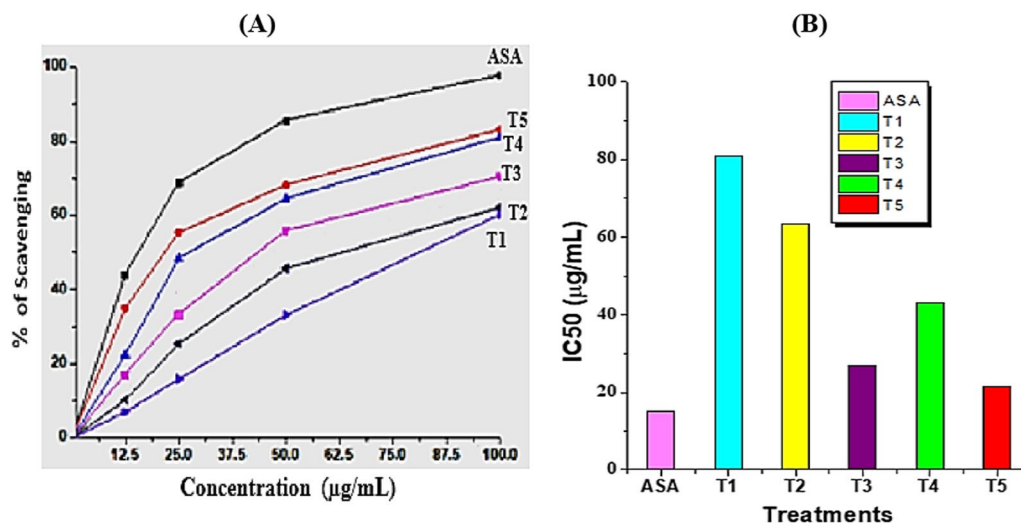 (A)
100
80
60
40
20
0
% of scavenging
ASA
T5
T4
T3
T2
T1
12.5 25.0 37.5 50.0 62.5 75.0 87.5 100.0
Concentration (µg/mL)
(B)
100
80
60
40
20
0
IC50 (µg/mL)
ASA
T1
T2
T3
T4
T5
ASA T1 T2 T3 T4 T5
Treatments